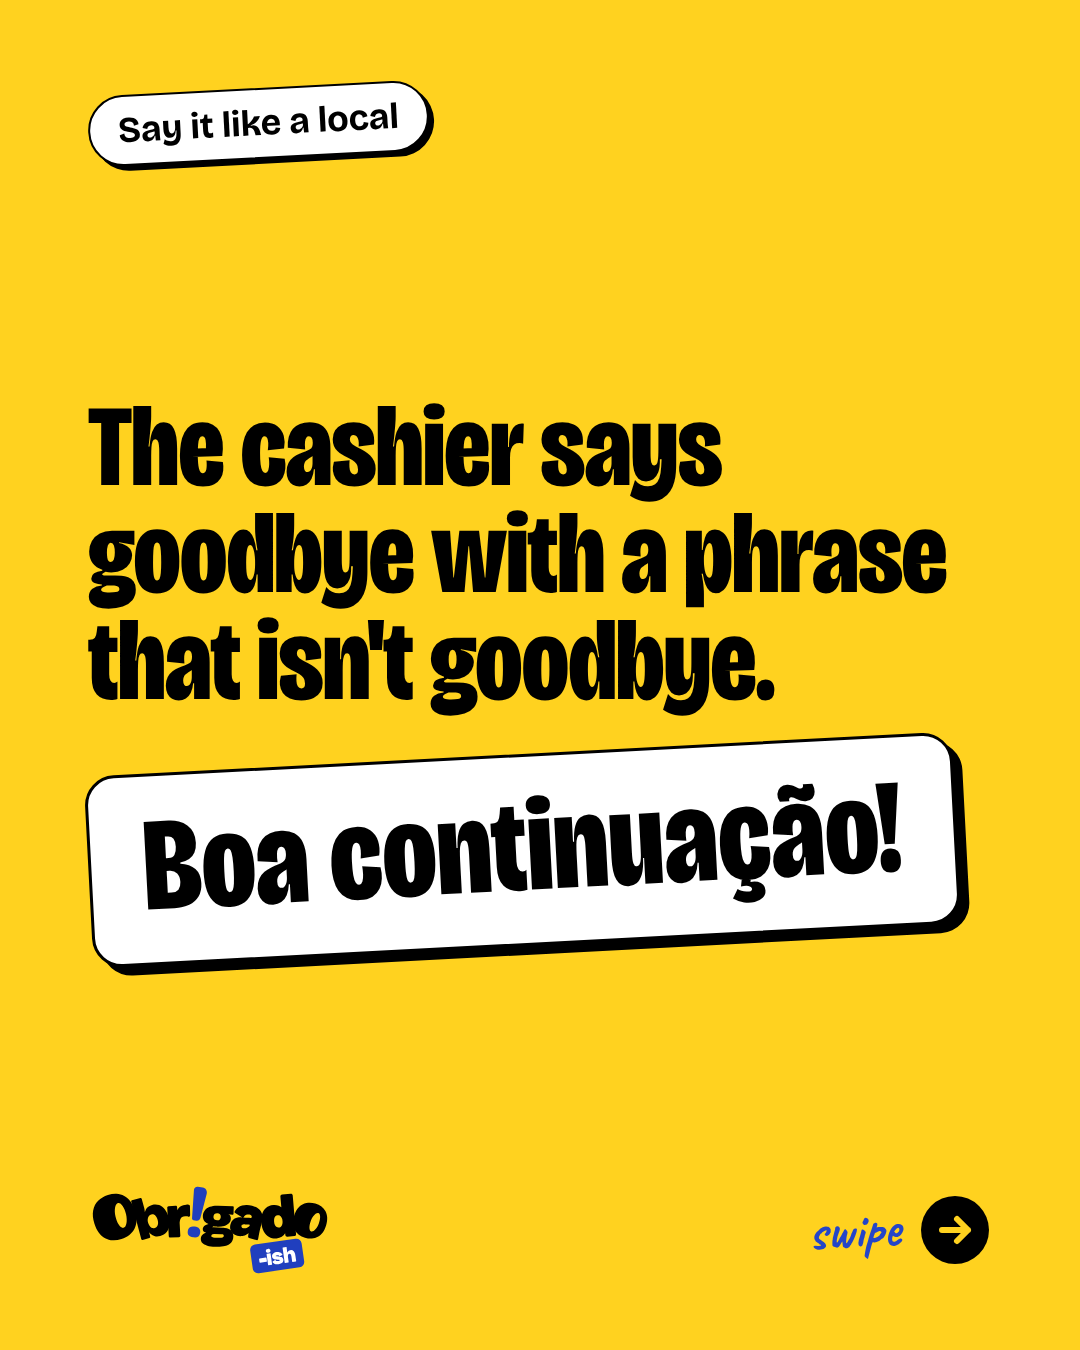 Say it like a local
The cashier says
goodbye with a phrase
that isn't goodbye.
Boa continuação!
Obr!gado
-ish
swipe